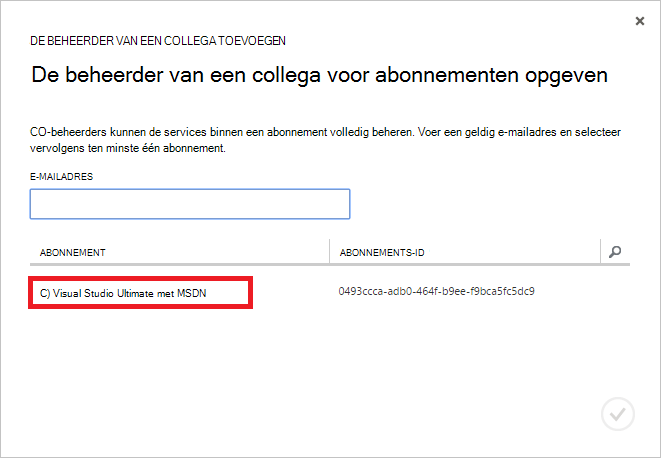 DE BEHEERDER VAN EEN COLLEGA TOEVOEGEN
De beheerder van een collega voor abonnementen opgeven
CO-beheerders kunnen de services binnen een abonnement volledig beheren. Voer een geldig e-mailadres en selecteer
vervolgens ten minste één abonnement.
E-MAILADRES
ABONNEMENT ABONNEMENTS-ID
C) Visual Studio Ultimate met MSDN 0493ccca-adb0-464f-b9ee-f9bca5fc5dc9